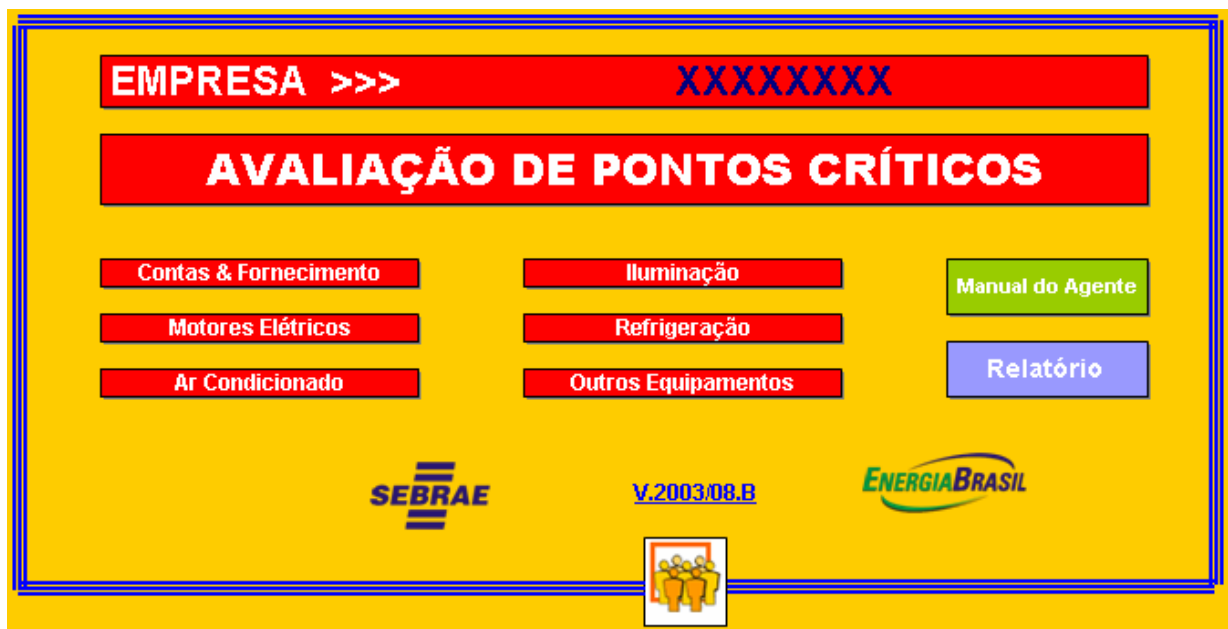 EMPRESA >>> XXXXXXXX
AVALIAÇÃO DE PONTOS CRÍTICOS
Contas & Fornecimento
Iluminação
Manual do Agente
Motores Elétricos
Refrigeração
Relatório
Ar Condicionado
Outros Equipamentos
SEBRAE
V.2003/08.B
ENERGIABRASIL